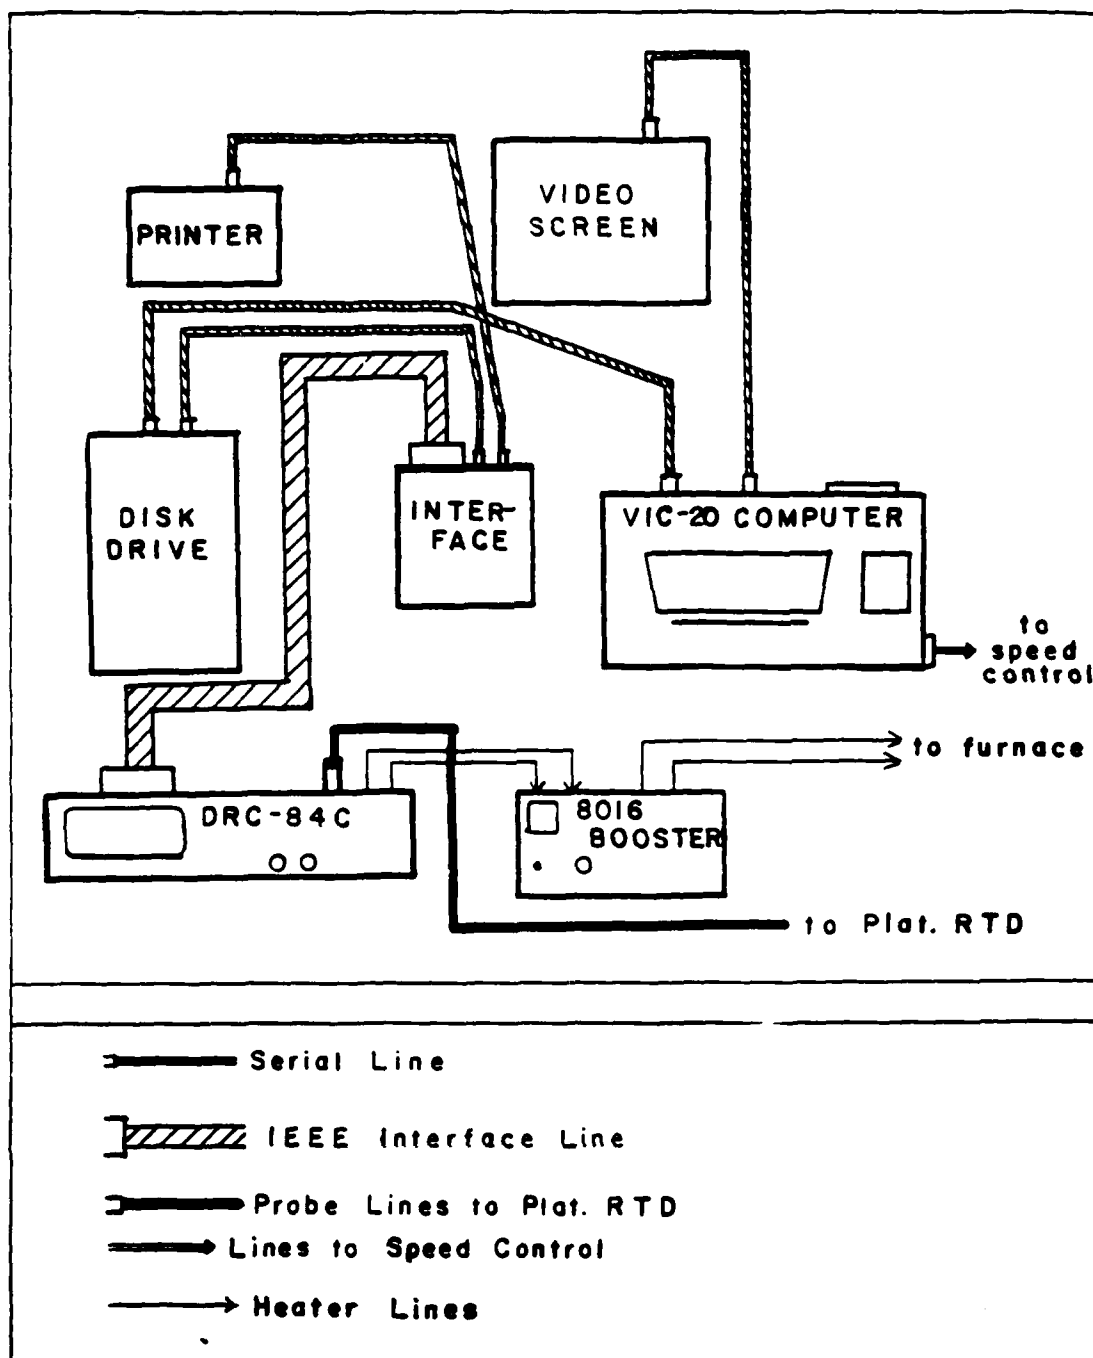 VIDEO
SCREEN
PRINTER
DISK
DRIVE
INTER-
FACE
VIC-20 COMPUTER
to
speed
control
to furnace
DRC-84C
8016
BOOSTER
to Plat. RTD
Serial Line
IEEE Interface Line
Probe Lines to Plat. RTD
Lines to Speed Control
Heater Lines